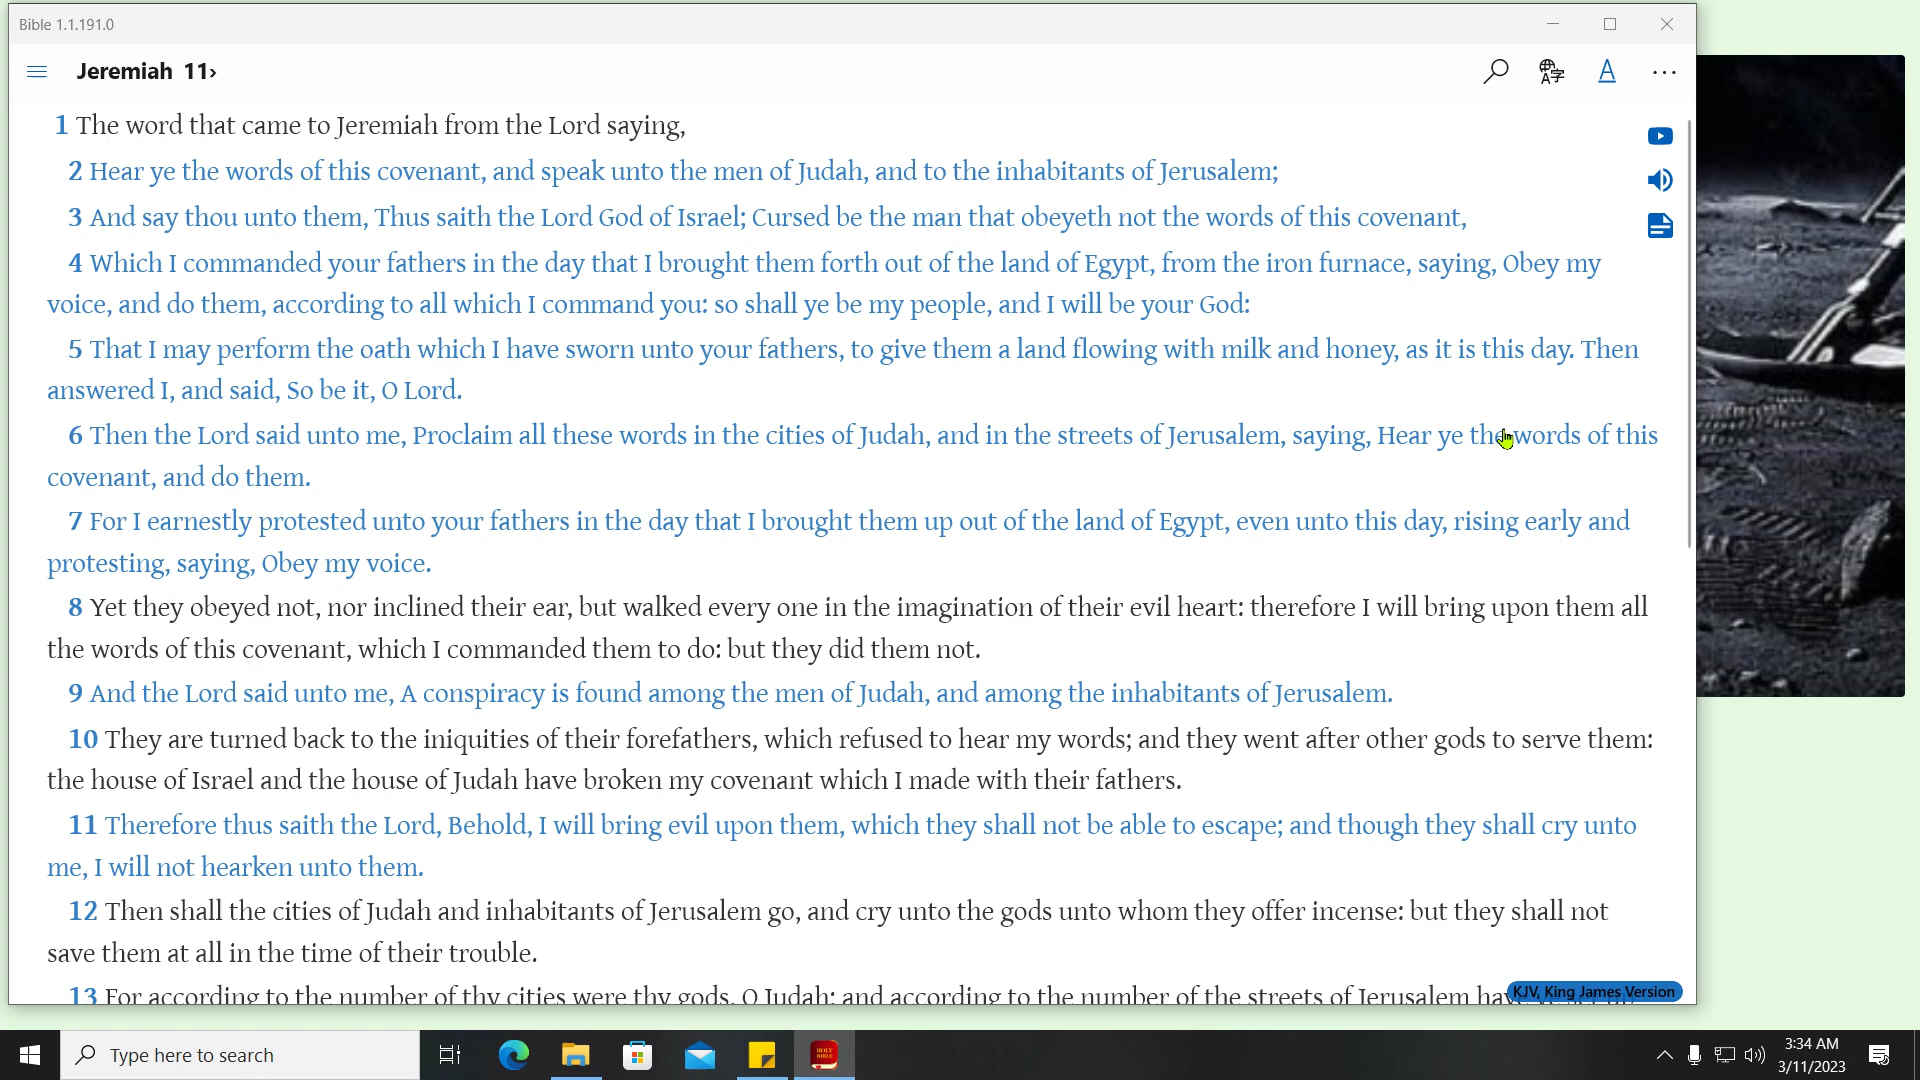 Bible 1.1.191.0
Jeremiah 11›
1 The word that came to Jeremiah from the Lord saying,
2 Hear ye the words of this covenant, and speak unto the men of Judah, and to the inhabitants of Jerusalem;
3 And say thou unto them, Thus saith the Lord God of Israel; Cursed be the man that obeyeth not the words of this covenant,
4 Which I commanded your fathers in the day that I brought them forth out of the land of Egypt, from the iron furnace, saying, Obey my
voice, and do them, according to all which I command you: so shall ye be my people, and I will be your God:
5 That I may perform the oath which I have sworn unto your fathers, to give them a land flowing with milk and honey, as it is this day. Then
answered I, and said, So be it, O Lord.
6 Then the Lord said unto me, Proclaim all these words in the cities of Judah, and in the streets of Jerusalem, saying, Hear ye the words of this
covenant, and do them.
7 For I earnestly protested unto your fathers in the day that I brought them up out of the land of Egypt, even unto this day, rising early and
protesting, saying, Obey my voice.
8 Yet they obeyed not, nor inclined their ear, but walked every one in the imagination of their evil heart: therefore I will bring upon them all
the words of this covenant, which I commanded them to do: but they did them not.
9 And the Lord said unto me, A conspiracy is found among the men of Judah, and among the inhabitants of Jerusalem.
10 They are turned back to the iniquities of their forefathers, which refused to hear my words; and they went after other gods to serve them:
the house of Israel and the house of Judah have broken my covenant which I made with their fathers.
11 Therefore thus saith the Lord, Behold, I will bring evil upon them, which they shall not be able to escape; and though they shall cry unto
me, I will not hearken unto them.
12 Then shall the cities of Judah and inhabitants of Jerusalem go, and cry unto the gods unto whom they offer incense: but they shall not
save them at all in the time of their trouble.
13 For according to the number of thy cities were thy gods, O Judah; and according to the number of the streets of Jerusalem have
KJV, King James Version
Type here to search
HOLY BIBLE
3:34 AM
3/11/2023